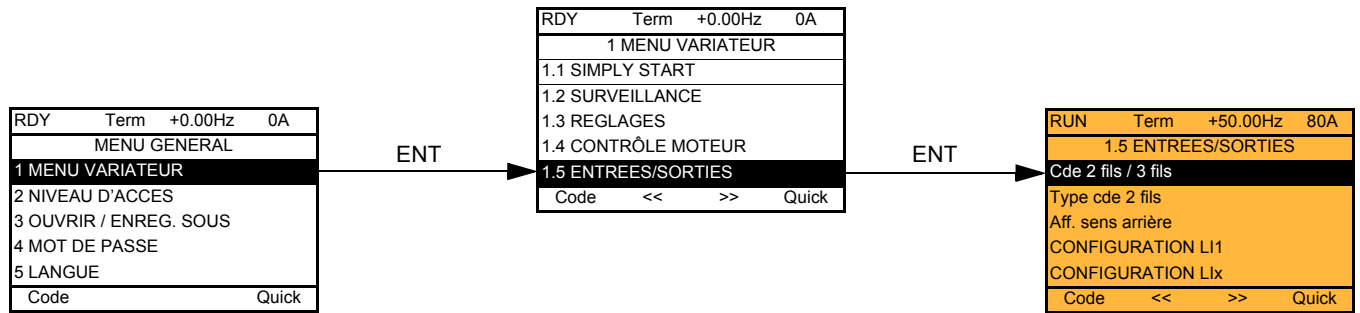 RDY Term +0.00Hz 0A
MENU GENERAL
1 MENU VARIATEUR
2 NIVEAU D'ACCES
3 OUVRIR / ENREG. SOUS
4 MOT DE PASSE
5 LANGUE
Code Quick
ENT
RDY Term +0.00Hz 0A
1 MENU VARIATEUR
1.1 SIMPLY START
1.2 SURVEILLANCE
1.3 REGLAGES
1.4 CONTRÔLE MOTEUR
1.5 ENTREES/SORTIES
Code << >> Quick
ENT
RUN Term +50.00Hz 80A
1.5 ENTREES/SORTIES
Cde 2 fils / 3 fils
Type cde 2 fils
Aff. sens arrière
CONFIGURATION LI1
CONFIGURATION LIx
Code << >> Quick